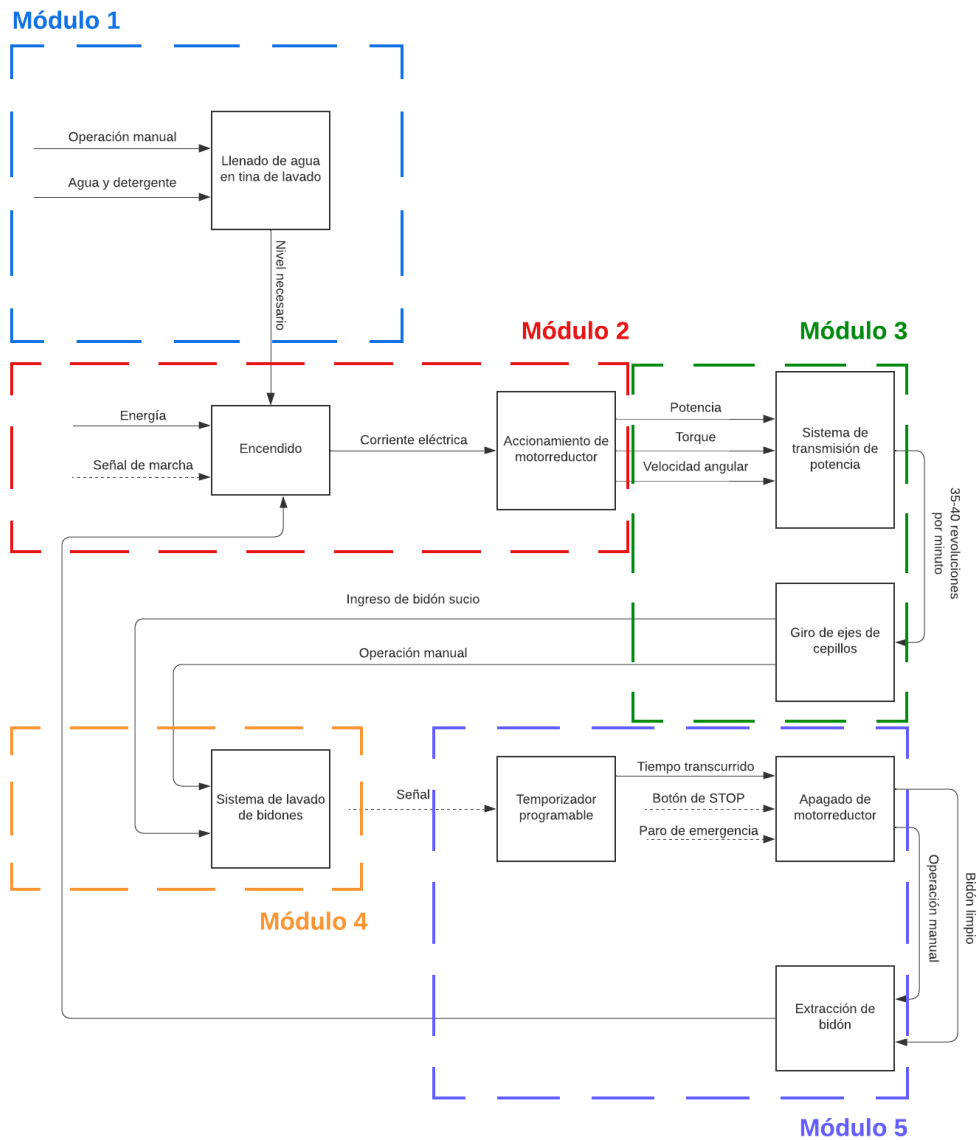 Módulo 1
Operación manual
Agua y detergente
Llenado de agua
en tina de lavado
Nivel necesario
Módulo 2
Módulo 3
Energía
Señal de marcha
Encendido
Corriente eléctrica
Accionamiento de
motorreductor
Potencia
Torque
Velocidad angular
Sistema de
transmisión de
potencia
35-40 revoluciones
por minuto
Ingreso de bidón sucio
Operación manual
Giro de ejes de
cepillos
Sistema de lavado
de bidones
Señal
Temporizador
programable
Tiempo transcurrido
Botón de STOP
Paro de emergencia
Apagado de
motorreductor
Módulo 4
Operación manual
Bidón limpio
Extracción de
bidón
Módulo 5